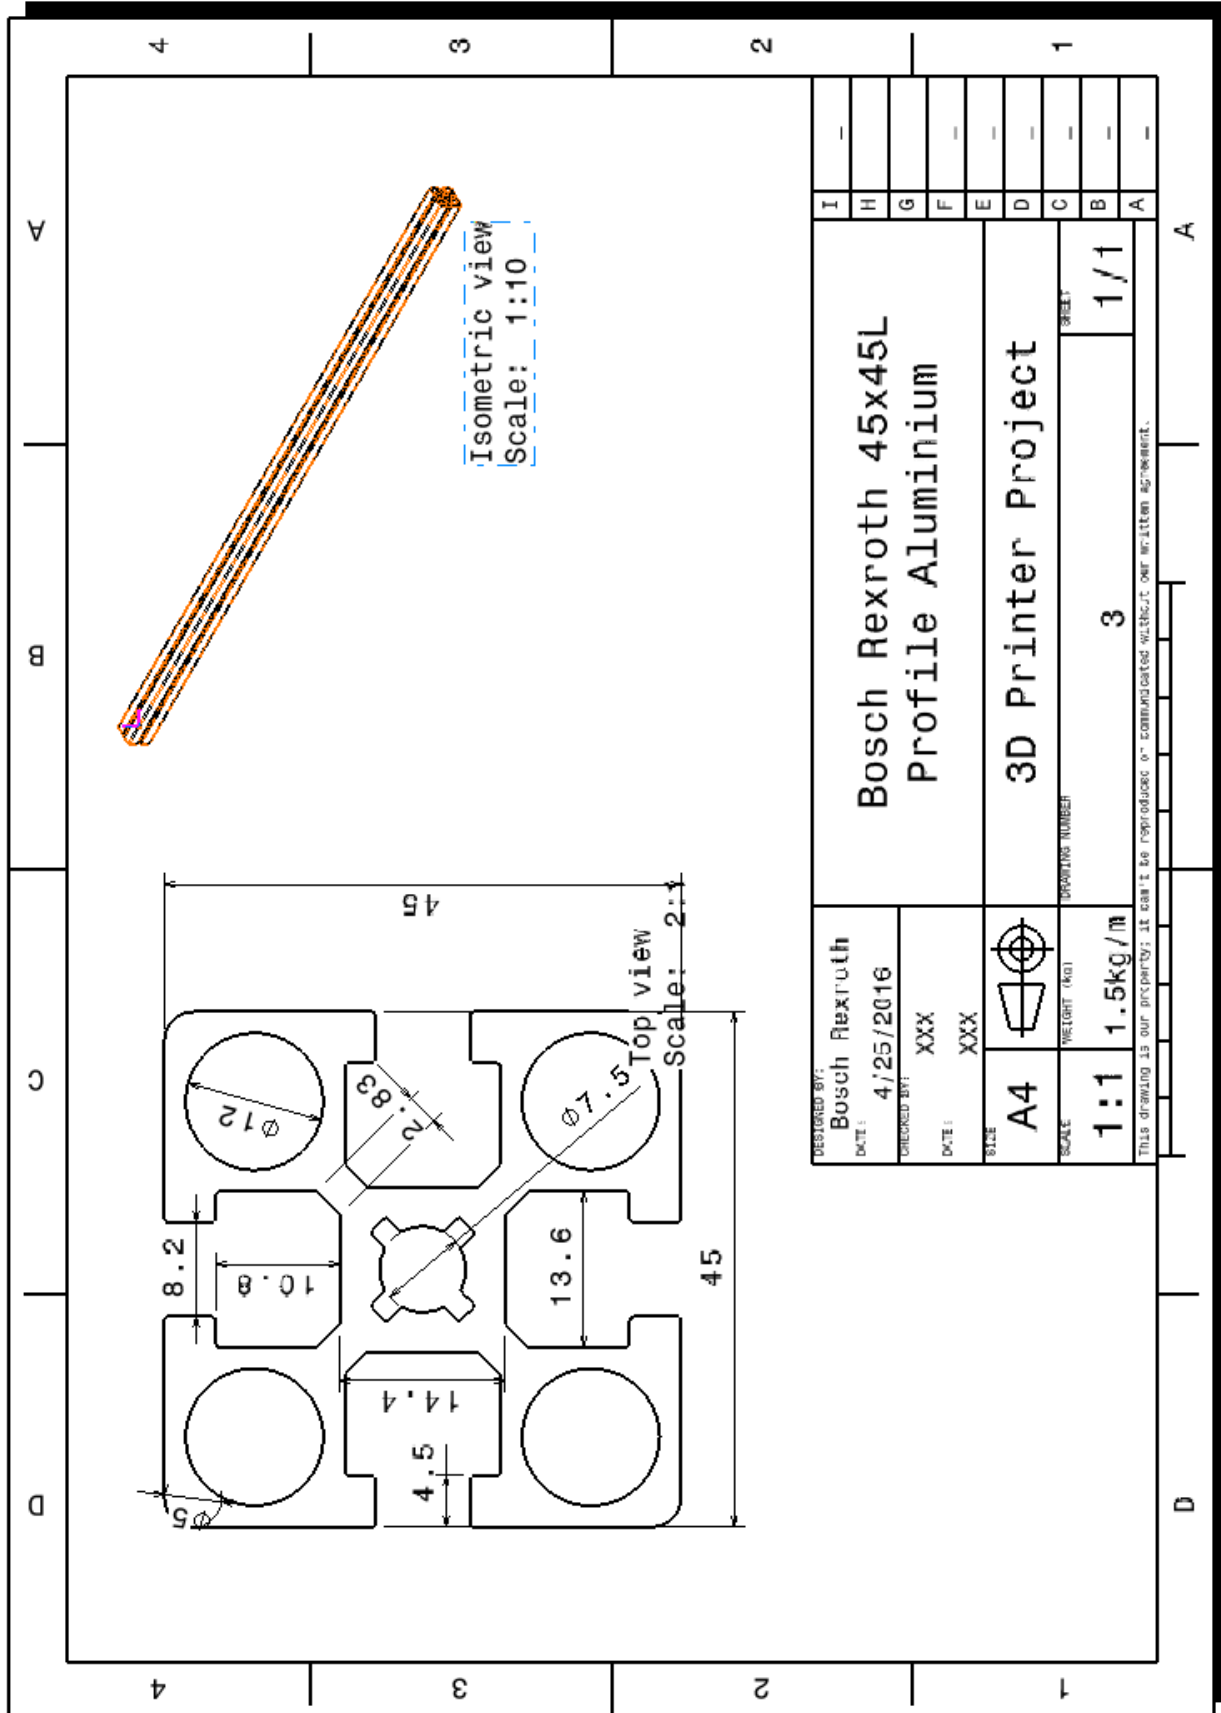 4
3
2
1
A
B
C
D
A
D
4
3
2
1
Isometric view
Scale: 1:10
45
Ø12
2.83
Ø7.5
8.2
10.8
13.6
14.4
4.5
Ø5
45
Top view
Scale: 2:1
DESIGNED BY:
Bosch Rexroth
DATE:
4/25/2016
CHECKED BY:
XXX
DATE:
XXX
SIZE
A4
SCALE
1:1
WEIGHT (kg)
1.5kg/m
Bosch Rexroth 45x45L
Profile Aluminium
3D Printer Project
DRAWING NUMBER
3
SHEET
1/1
I –
H
G
F –
E –
D –
C –
B –
A –
This drawing is our property; it can't be reproduced or communicated without our written agreement.